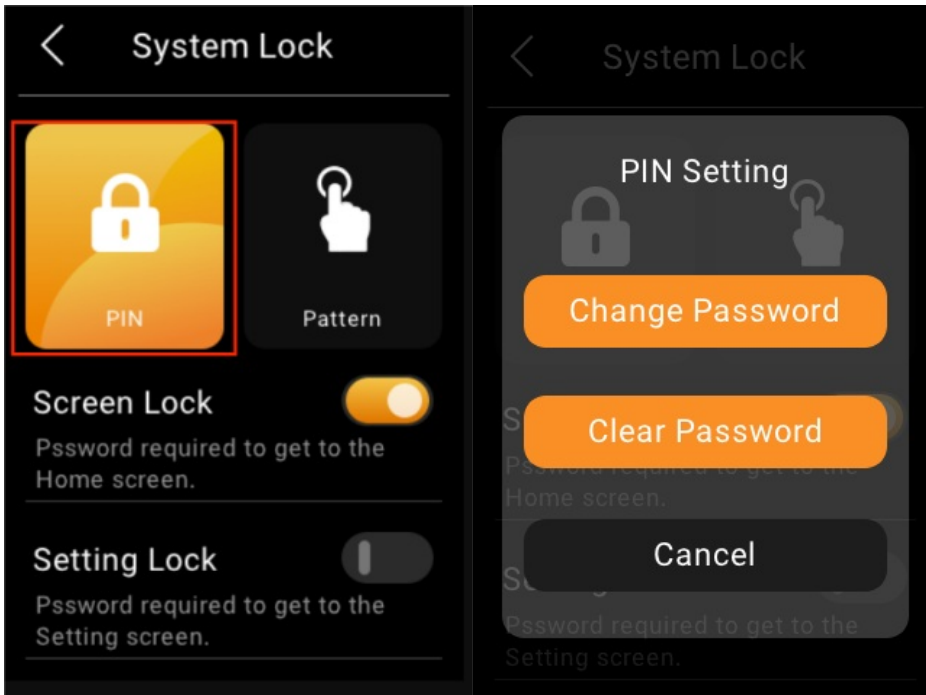 System Lock
PIN
Pattern
Screen Lock
Pssword required to get to the
Home screen.
Setting Lock
Pssword required to get to the
Setting screen.
System Lock
PIN Setting
Change Password
Clear Password
Pssword required to get to the
Home screen.
Cancel
Pssword required to get to the
Setting screen.